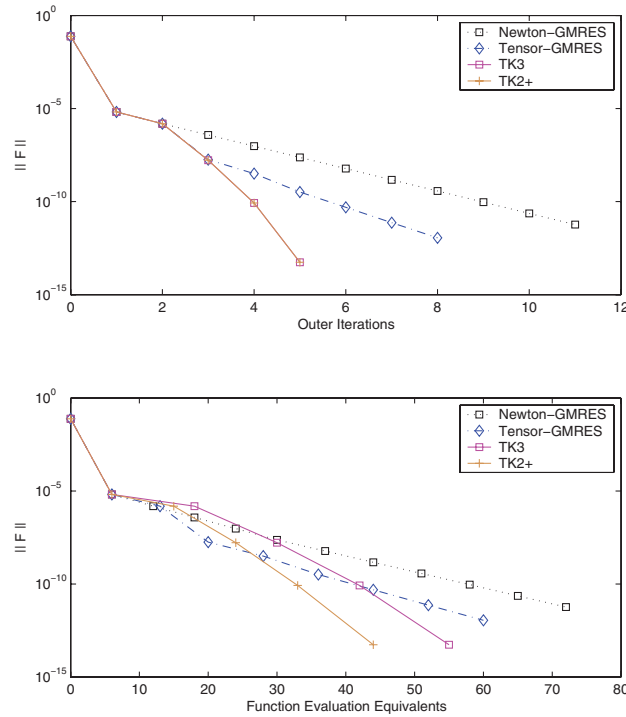 10^0
10^-5
10^-10
10^-15
|| F ||
0 2 4 6 8 10 12
Outer Iterations
Newton-GMRES
Tensor-GMRES
TK3
TK2+
10^0
10^-5
10^-10
10^-15
|| F ||
0 10 20 30 40 50 60 70 80
Function Evaluation Equivalents
Newton-GMRES
Tensor-GMRES
TK3
TK2+